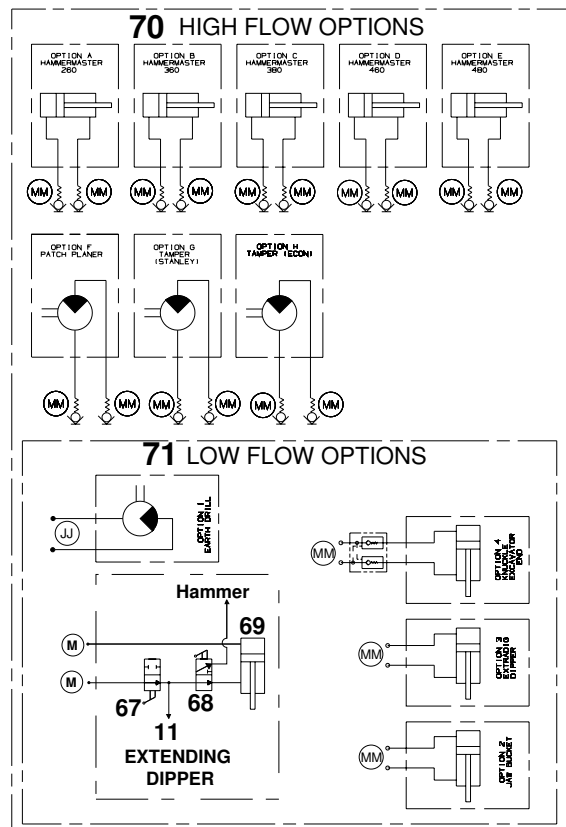 70 HIGH FLOW OPTIONS
OPTION A
HAMMERMASTER
260
OPTION B
HAMMERMASTER
360
OPTION C
HAMMERMASTER
380
OPTION D
HAMMERMASTER
460
OPTION E
HAMMERMASTER
480
MM MM MM MM MM MM MM MM MM MM
OPTION F
PATCH PLANER
OPTION G
TAMPER
(STANLEY)
OPTION H
TAMPER (ECON)
MM MM MM MM MM MM
71 LOW FLOW OPTIONS
OPTION 1
EARTH DRILL
JJ
Hammer
69
M
M
67
68
11
EXTENDING
DIPPER
OPTION 4
KNUCKLE
EXCAVATOR
END
MM
OPTION 3
EXTRADIG
DIPPER
MM
OPTION 2
JAW BUCKET
MM